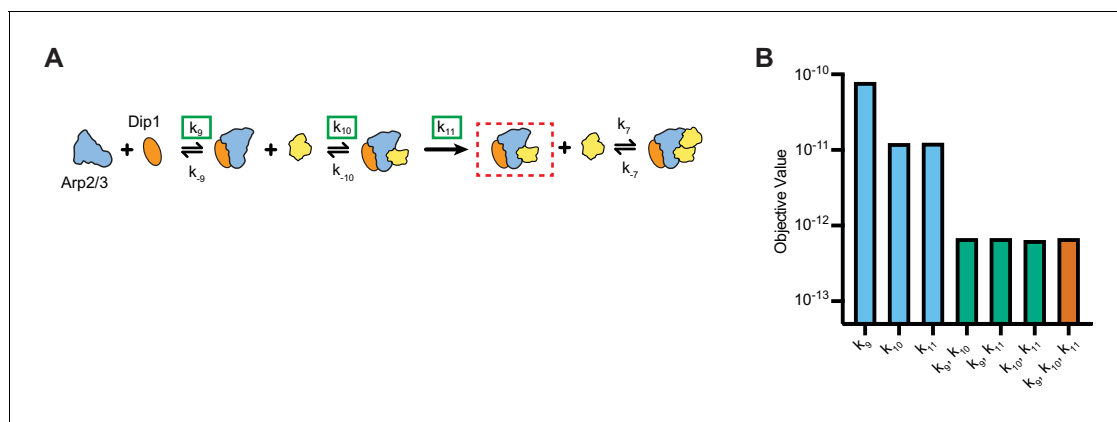 A
B
Dip1
k9
k10
k11
k7
Arp2/3
k-9
k-10
k-7
Objective Value
10-10
10-11
10-12
10-13
k9
k10
k11
k9, k10
k9, k11
k10, k11
k9, k10, k11